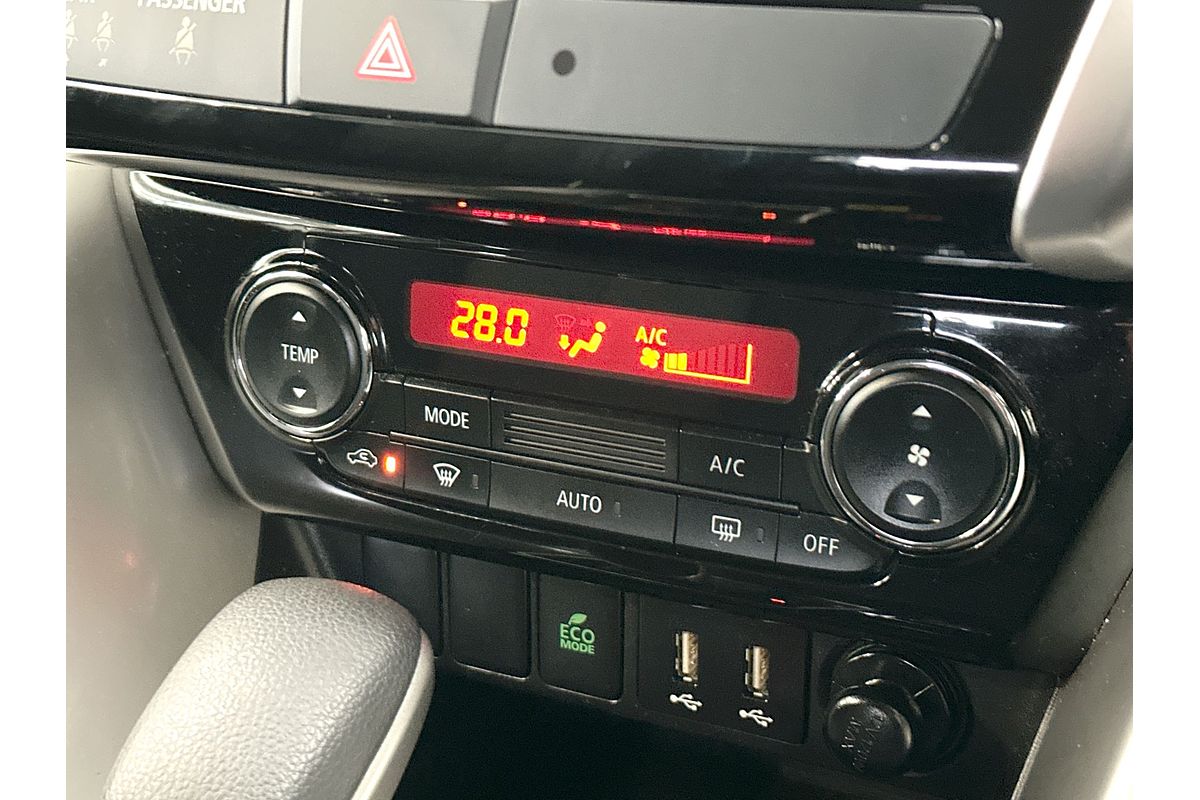 PASSENGER
28.0
A/C
TEMP
MODE
A/C
AUTO
OFF
ECO
MODE